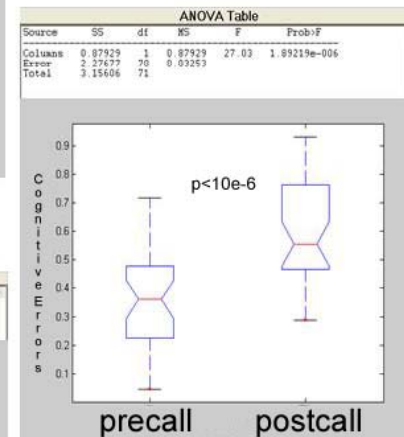 ANOVA Table
Source SS df MS F Prob>F
Columns 0.87929 1 0.87929 27.03 1.89219e-006
Error 2.27677 70 0.03253
Total 3.15606 71
p<10e-6
Cognitive Errors
0.9
0.8
0.7
0.6
0.5
0.4
0.3
0.2
0.1
precall postcall